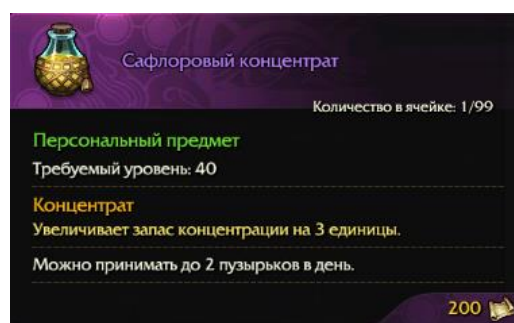 Сафлоровый концентрат
Количество в ячейке: 1/99
Персональный предмет
Требуемый уровень: 40
Концентрат
Увеличивает запас концентрации на 3 единицы.
Можно принимать до 2 пузырьков в день.
200